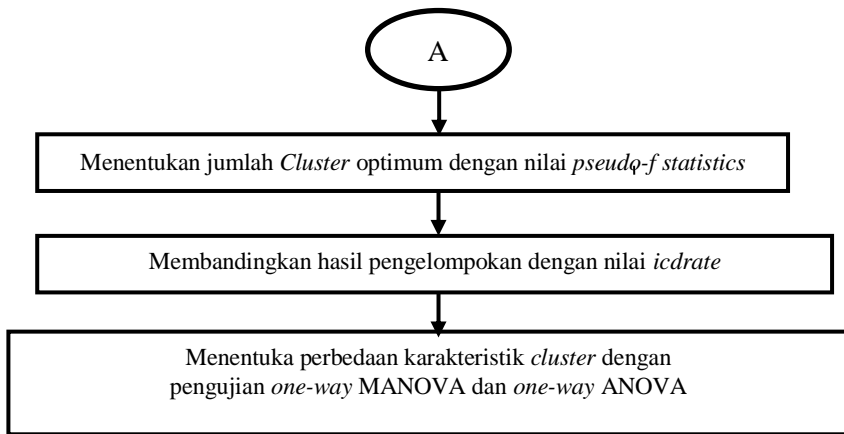 A
Menentukan jumlah Cluster optimum dengan nilai pseudo-f statistics
Membandingkan hasil pengelompokan dengan nilai icdrate
Menentuka perbedaan karakteristik cluster dengan
pengujian one-way MANOVA dan one-way ANOVA